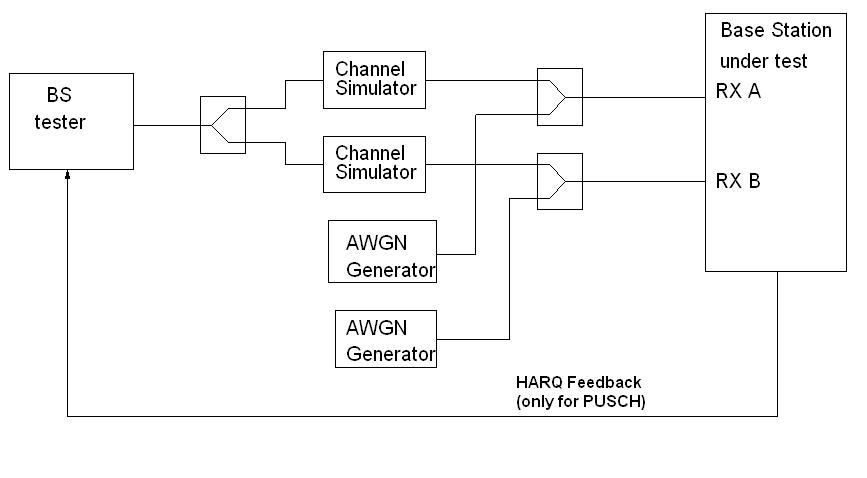 Base Station
under test
RX A
RX B
BS
tester
Channel
Simulator
Channel
Simulator
AWGN
Generator
AWGN
Generator
HARQ Feedback
(only for PUSCH)